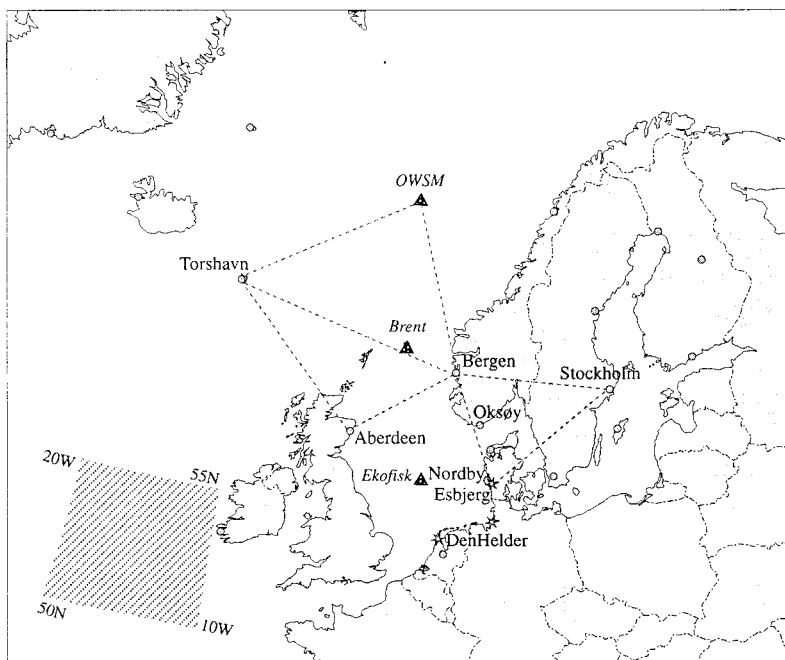 OWSM
Torshavn
Brent
Bergen
Stockholm
Oksøy
Aberdeen
20W
55N
Ekofisk
Nordby
Esbjerg
DenHelder
50N
10W